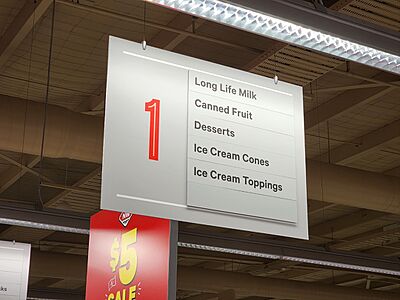 1
Long Life Milk
Canned Fruit
Desserts
Ice Cream Cones
Ice Cream Toppings
$5
SALE